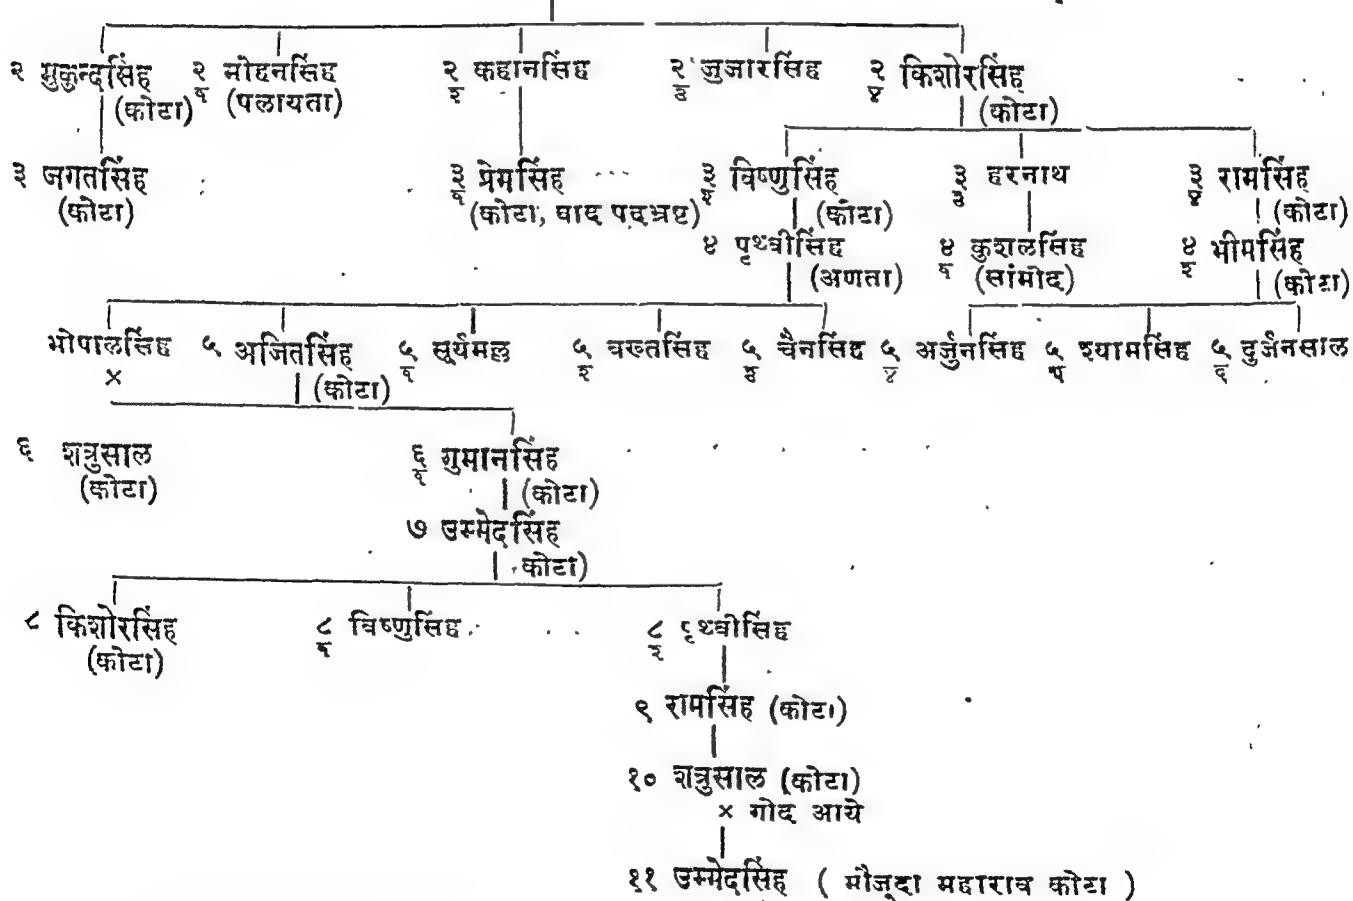 २ मुकुन्दसिंह २/१ मोहनसिंह २/२ कहानसिंह २/३ जुजारसिंह २/४ किशोरसिंह
(कोटा) (पलायता) (कोटा)
३ जगतसिंह ३/१ प्रेमसिंह ३/२ विष्णुसिंह ३/३ हरनाथ ३/४ रामसिंह
(कोटा) (कोटा, बाद पदभ्रष्ट) (कोटा) (कोटा)
४ पृथ्वीसिंह ४/१ कुशलसिंह ४/२ भीमसिंह
(अणता) (सांमोद) (कोटा)
भोपालसिंह ५ अजितसिंह ५/१ सूर्यमल्ल ५/२ बख्तसिंह ५/३ चैनसिंह ५/४ अर्जुनसिंह ५/५ श्यामसिंह ५/६ दुर्जनसाल
× (कोटा)
६ शत्रुसाल ६/१ गुमानसिंह
(कोटा) (कोटा)
७ उम्मेदसिंह
(कोटा)
८ किशोरसिंह ८/१ विष्णुसिंह ८/२ पृथ्वीसिंह
(कोटा)
९ रामसिंह (कोटा)
१० शत्रुसाल (कोटा)
× गोद आये
११ उम्मेदसिंह ( मौजूदा महाराव कोटा )